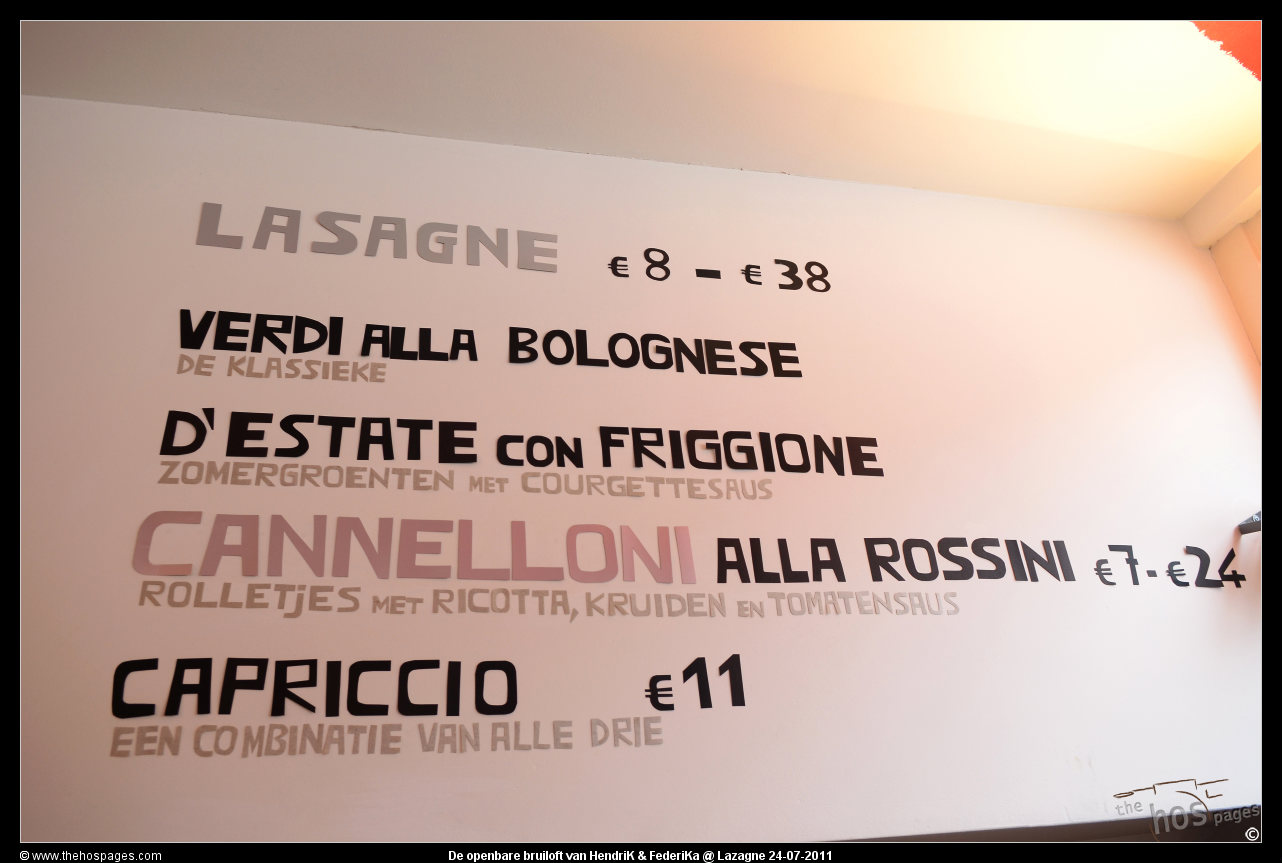 LASAGNE € 8 - € 38
VERDI ALLA BOLOGNESE
DE KLASSIEKE
D'ESTATE CON FRIGGIONE
ZOMERGROENTEN MET COURGETTESAUS
CANNELLONI ALLA ROSSINI € 7 - € 24
ROLLETjES MET RICOTTA, KRUIDEN EN TOMATENSAUS
CAPRICCIO € 11
EEN COMBINATIE VAN ALLE DRIE
the hos pages
©
© www.thehospages.com De openbare bruiloft van HendriK & FederiKa @ Lazagne 24-07-2011